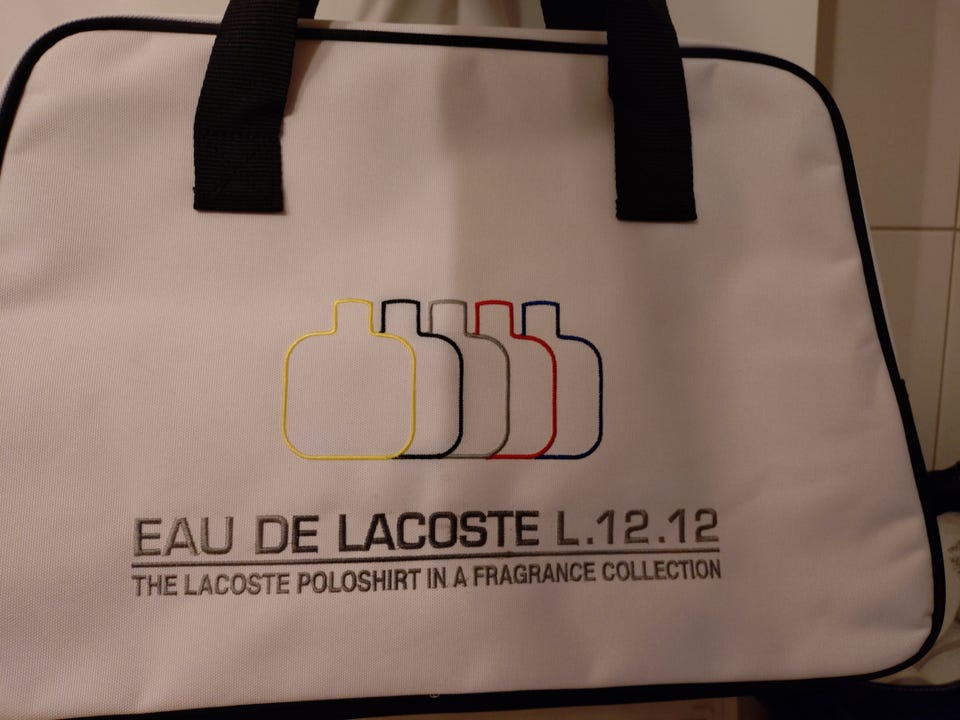 EAU DE LACOSTE L.12.12
THE LACOSTE POLOSHIRT IN A FRAGRANCE COLLECTION